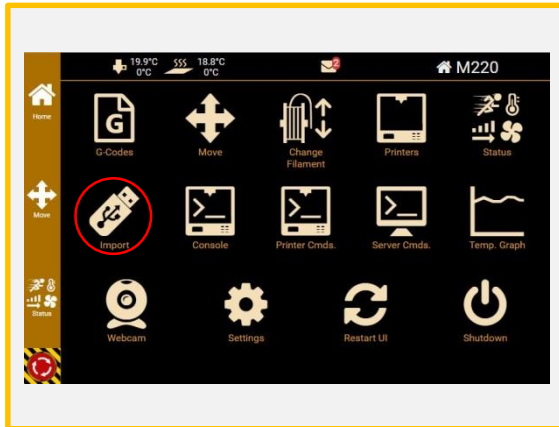 19.9°C
0°C
18.8°C
0°C
2
M220
Home
G
G-Codes
Move
Change
Filament
Printers
Status
Move
Import
Console
Printer Cmds.
Server Cmds.
Temp. Graph
Status
Webcam
Settings
Restart UI
Shutdown